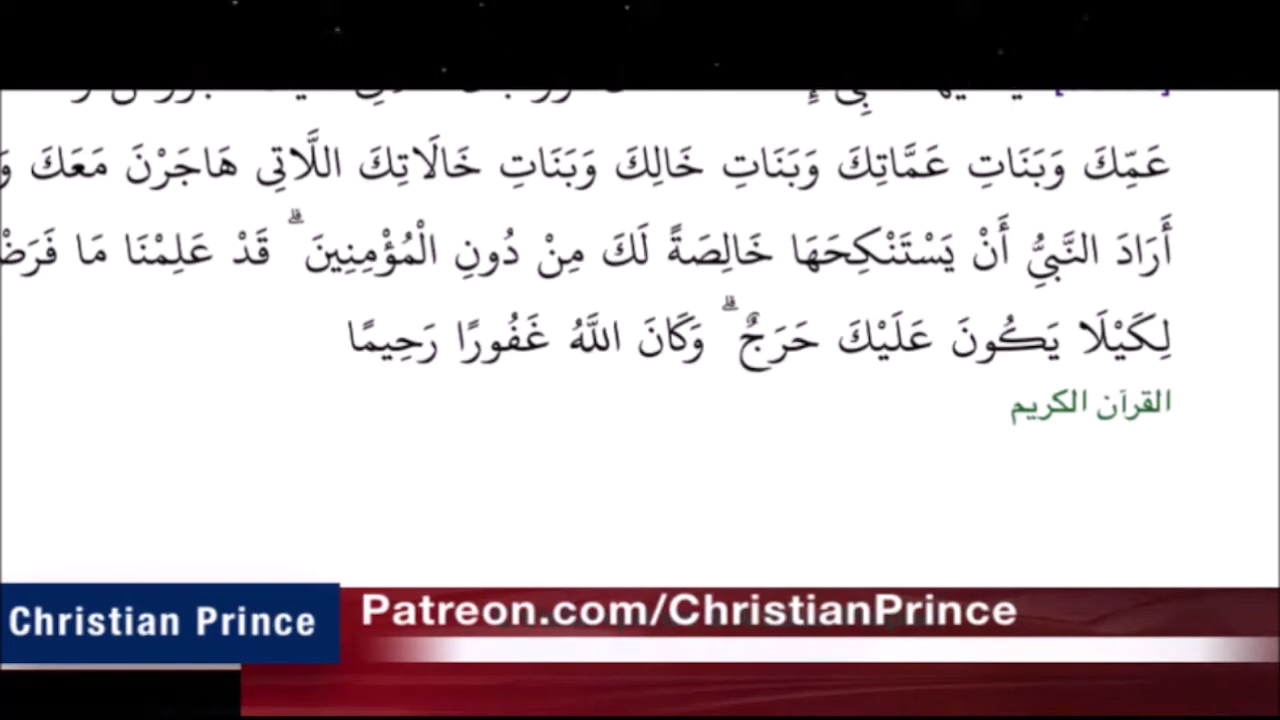 عَمِّكَ وَبَنَاتِ عَمَّاتِكَ وَبَنَاتِ خَالِكَ وَبَنَاتِ خَالَاتِكَ اللَّاتِي هَاجَرْنَ مَعَكَ
أَرَادَ النَّبِيُّ أَنْ يَسْتَنْكِحَهَا خَالِصَةً لَكَ مِنْ دُونِ الْمُؤْمِنِينَ ۗ قَدْ عَلِمْنَا مَا
لِكَيْلَا يَكُونَ عَلَيْكَ حَرَجٌ ۗ وَكَانَ اللَّهُ غَفُورًا رَحِيمًا
القرآن الكريم
Christian Prince
Patreon.com/ChristianPrince